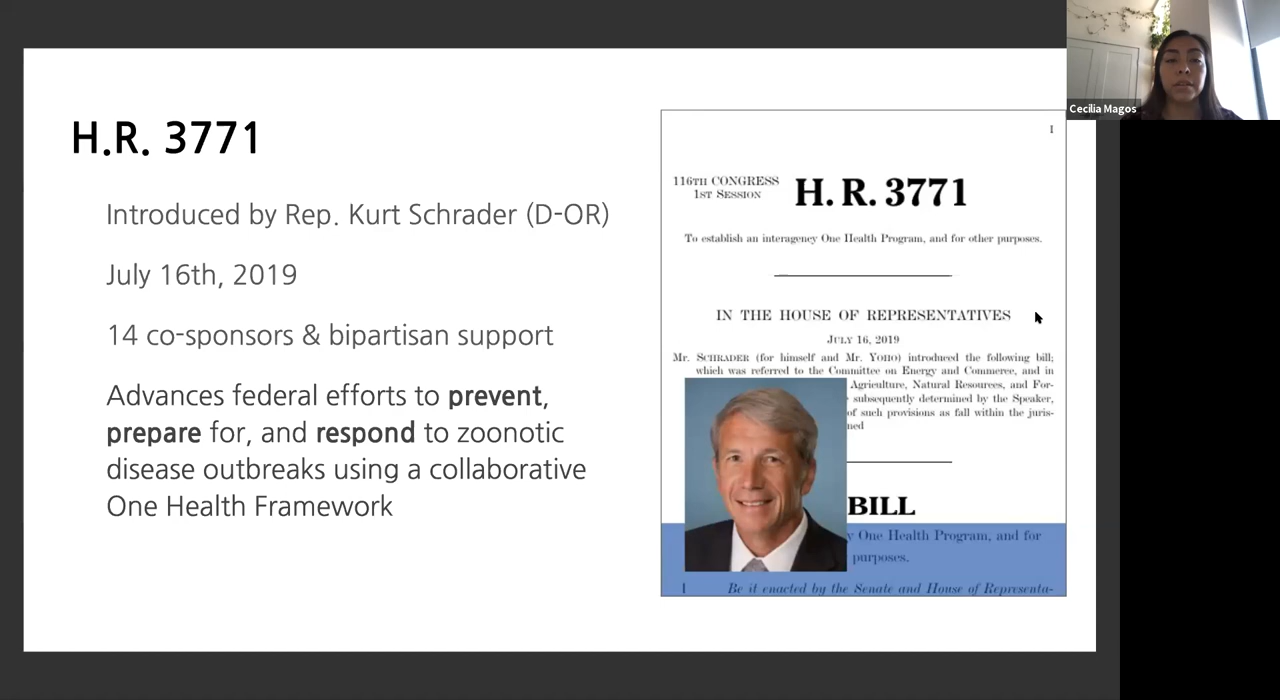 H.R. 3771
Introduced by Rep. Kurt Schrader (D-OR)
July 16th, 2019
14 co-sponsors & bipartisan support
Advances federal efforts to prevent,
prepare for, and respond to zoonotic
disease outbreaks using a collaborative
One Health Framework
I
116TH CONGRESS
1ST SESSION
H. R. 3771
To establish an interagency One Health Program, and for other purposes.
IN THE HOUSE OF REPRESENTATIVES
JULY 16, 2019
Mr. SCHRADER (for himself and Mr. YOHO) introduced the following bill;
which was referred to the Committee on Energy and Commerce, and in
Agriculture, Natural Resources, and For-
subsequently determined by the Speaker,
of such provisions as fall within the juris-
ned
BILL
y One Health Program, and for
purposes.
1 Be it enacted by the Senate and House of Representa-
Cecilia Magos